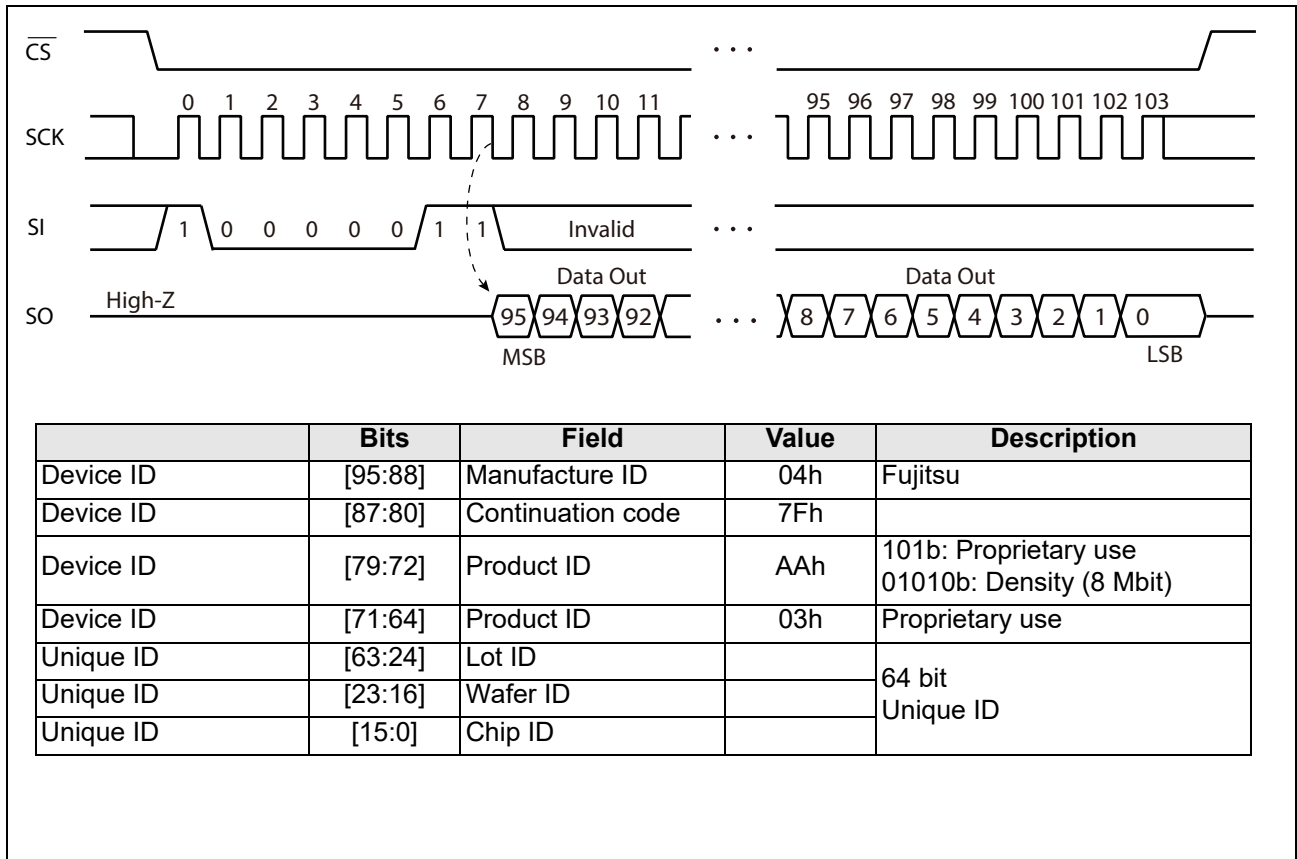 CS
0 1 2 3 4 5 6 7 8 9 10 11 95 96 97 98 99 100 101 102 103
SCK
SI 1 0 0 0 0 0 1 1 Invalid
Data Out Data Out
High-Z
SO 95 94 93 92 8 7 6 5 4 3 2 1 0
MSB LSB
Bits Field Value Description
Device ID [95:88] Manufacture ID 04h Fujitsu
Device ID [87:80] Continuation code 7Fh
Device ID [79:72] Product ID AAh 101b: Proprietary use
01010b: Density (8 Mbit)
Device ID [71:64] Product ID 03h Proprietary use
Unique ID [63:24] Lot ID 64 bit
Unique ID
Unique ID [23:16] Wafer ID
Unique ID [15:0] Chip ID